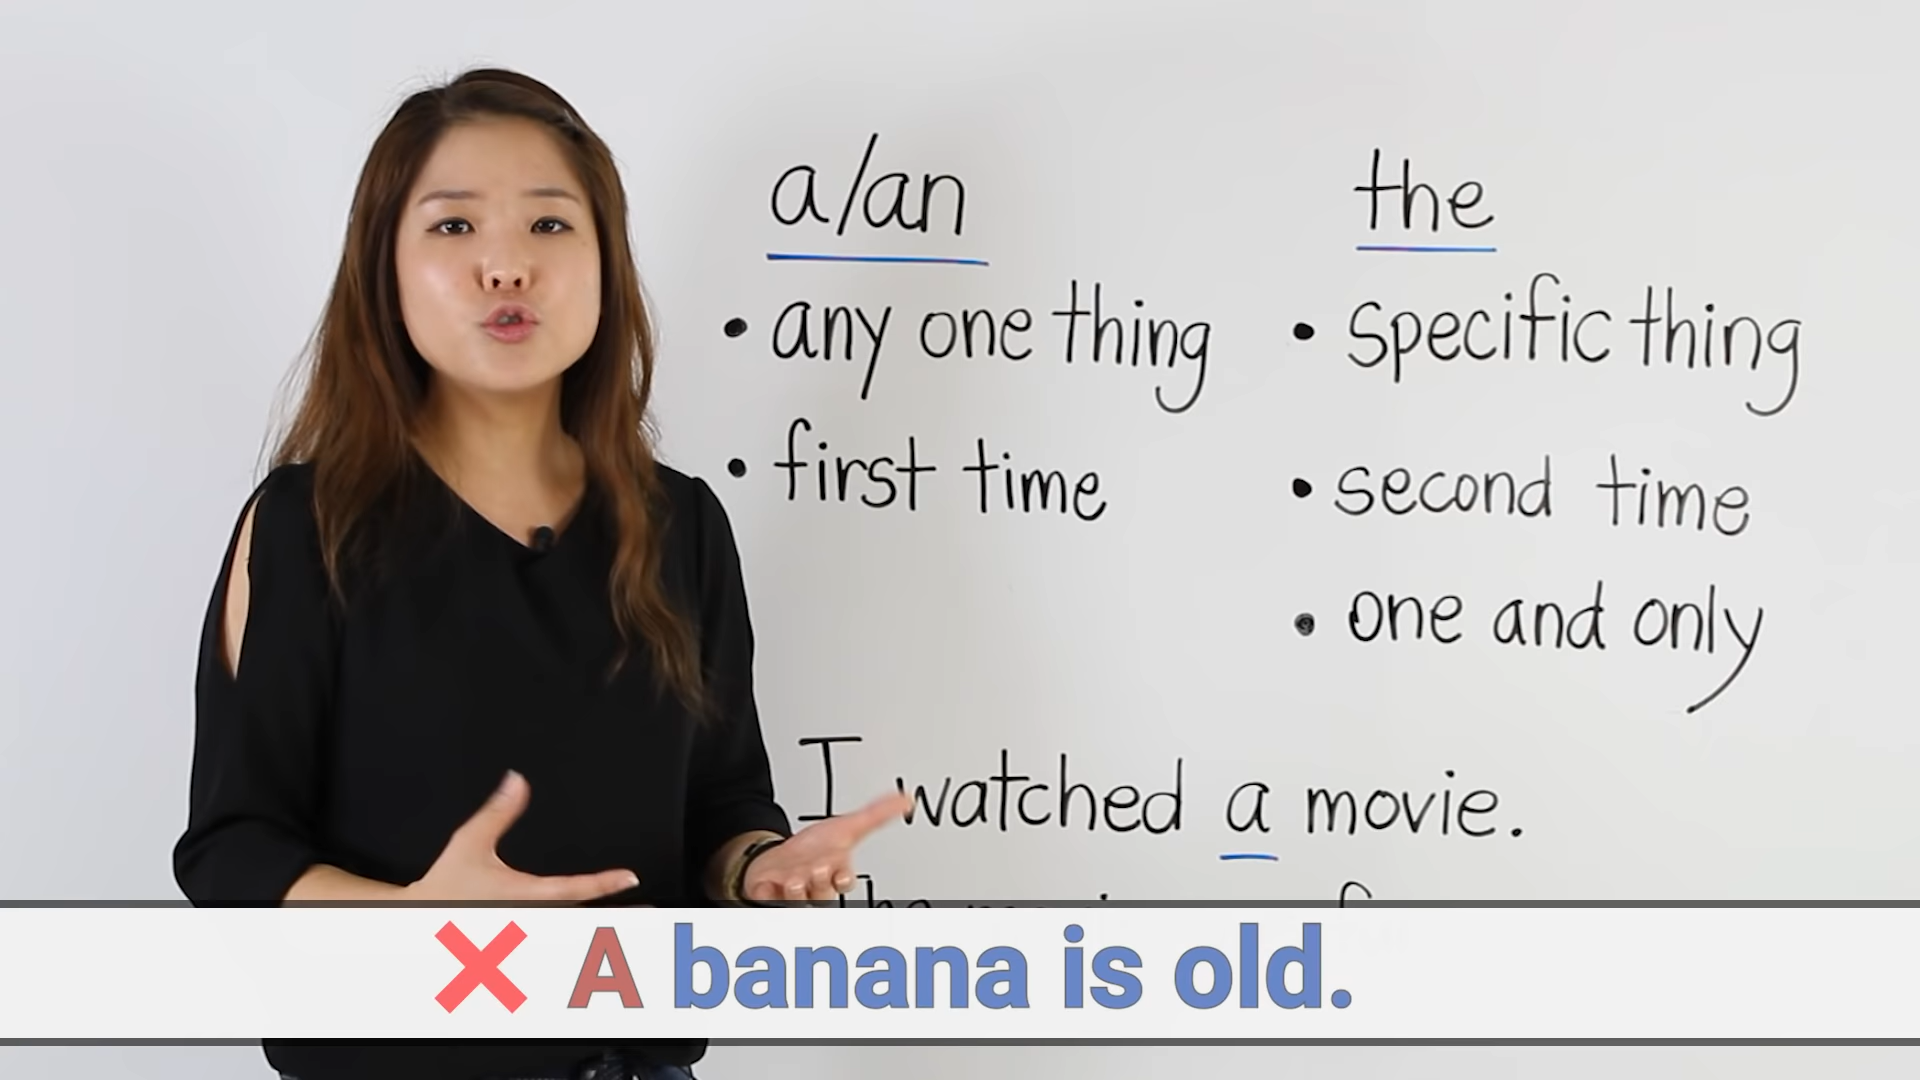 a/an
• any one thing
• first time
the
• specific thing
• second time
• one and only
I watched a movie.
❌ A banana is old.